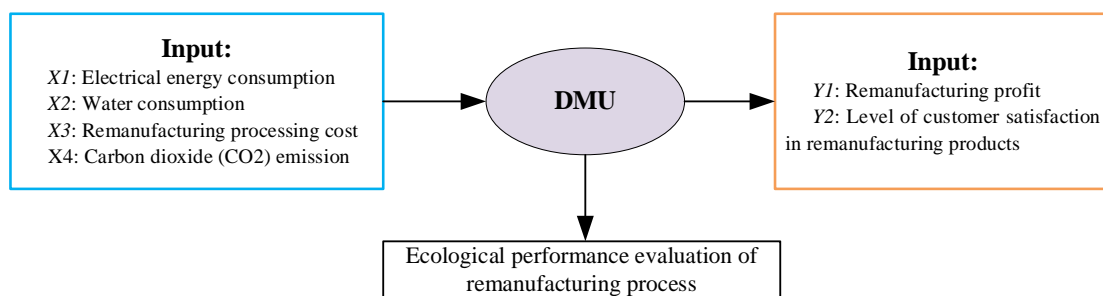 Input:
X1: Electrical energy consumption
X2: Water consumption
X3: Remanufacturing processing cost
X4: Carbon dioxide (CO2) emission
DMU
Input:
Y1: Remanufacturing profit
Y2: Level of customer satisfaction
in remanufacturing products
Ecological performance evaluation of
remanufacturing process